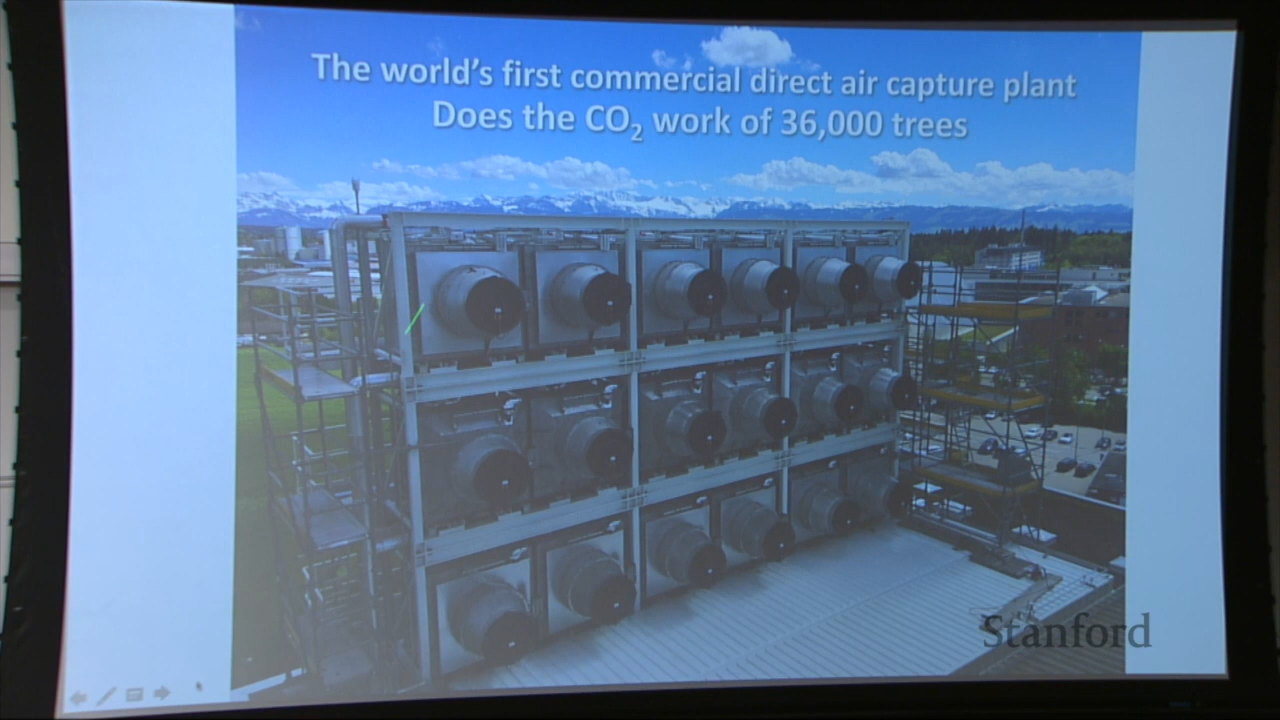 The world's first commercial direct air capture plant
Does the CO₂ work of 36,000 trees
Stanford